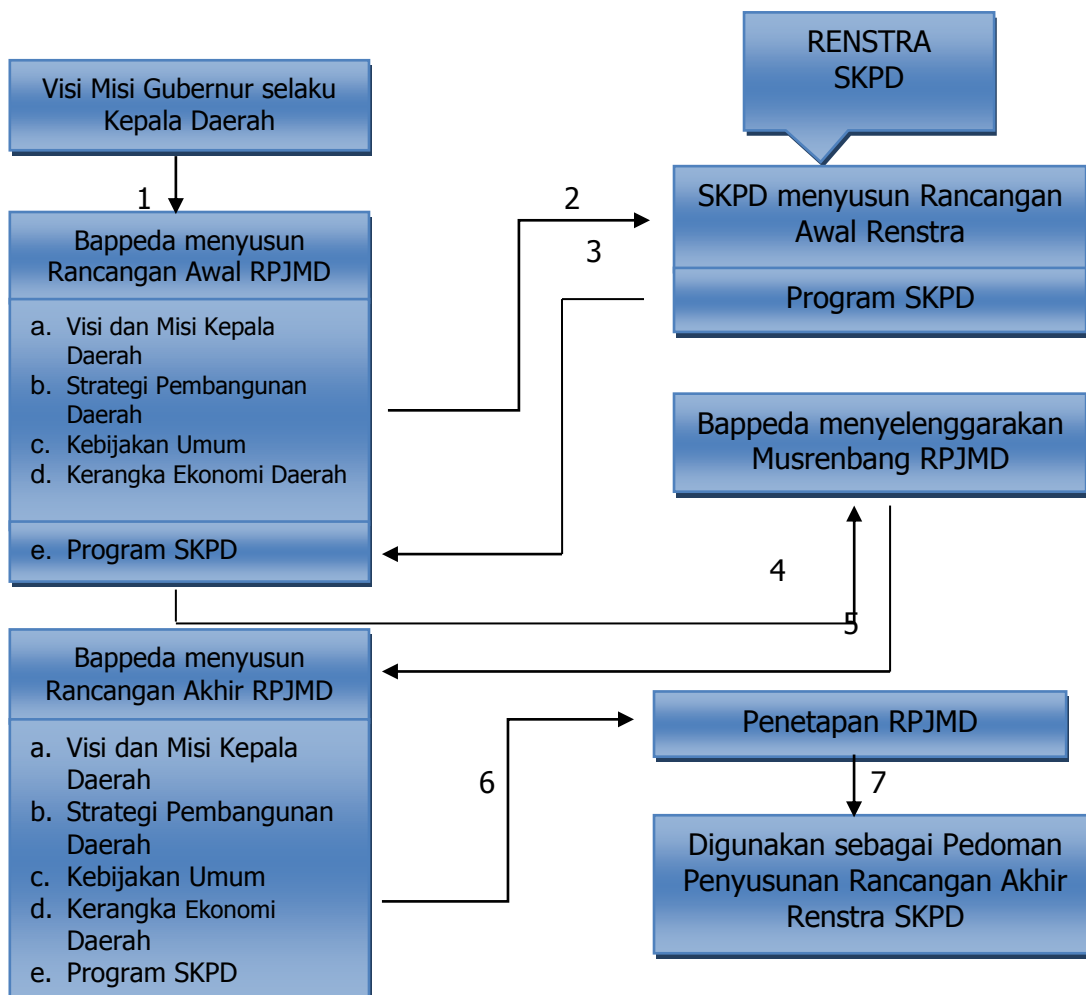 Visi Misi Gubernur selaku
Kepala Daerah
RENSTRA
SKPD
1
Bappeda menyusun
Rancangan Awal RPJMD
a. Visi dan Misi Kepala
Daerah
b. Strategi Pembangunan
Daerah
c. Kebijakan Umum
d. Kerangka Ekonomi Daerah
e. Program SKPD
2
3
SKPD menyusun Rancangan
Awal Renstra
Program SKPD
Bappeda menyelenggarakan
Musrenbang RPJMD
4
5
Bappeda menyusun
Rancangan Akhir RPJMD
a. Visi dan Misi Kepala
Daerah
b. Strategi Pembangunan
Daerah
c. Kebijakan Umum
d. Kerangka Ekonomi
Daerah
e. Program SKPD
6
Penetapan RPJMD
7
Digunakan sebagai Pedoman
Penyusunan Rancangan Akhir
Renstra SKPD